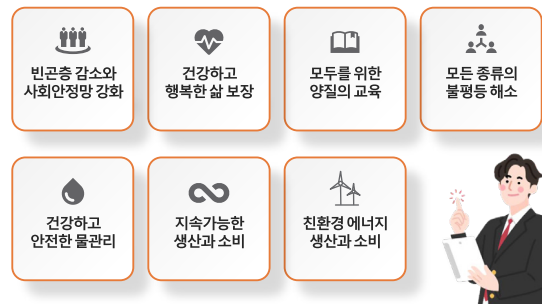 빈곤층 감소와
사회안정망 강화
건강하고
행복한 삶 보장
모두를 위한
양질의 교육
모든 종류의
불평등 해소
건강하고
안전한 물관리
지속가능한
생산과 소비
친환경 에너지
생산과 소비